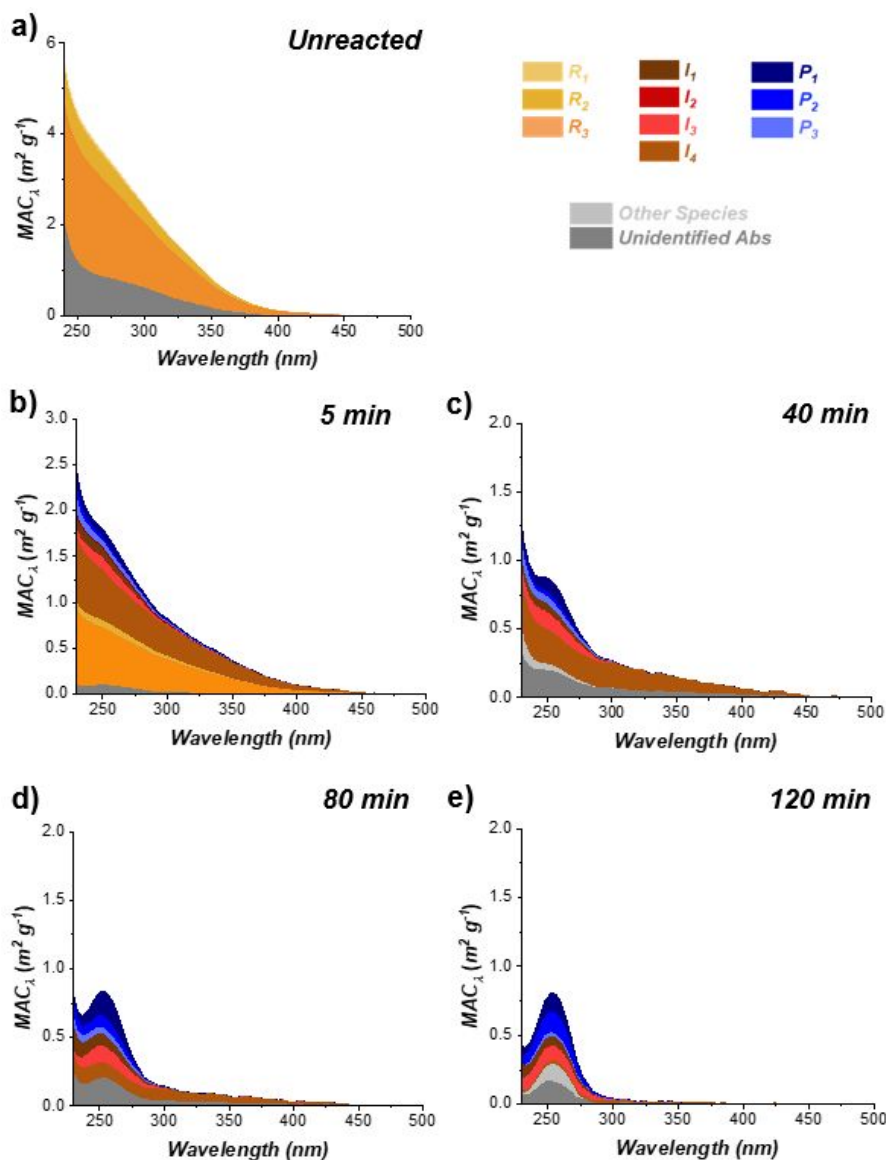 a)
Unreacted
6
4
2
0
MAC_λ (m² g⁻¹)
250 300 350 400 450 500
Wavelength (nm)
R₁ I₁ P₁
R₂ I₂ P₂
R₃ I₃ P₃
I₄
Other Species
Unidentified Abs
b)
5 min
3.0
2.5
2.0
1.5
1.0
0.5
0.0
MAC_λ (m² g⁻¹)
250 300 350 400 450 500
Wavelength (nm)
c)
40 min
2.0
1.5
1.0
0.5
0.0
MAC_λ (m² g⁻¹)
250 300 350 400 450 500
Wavelength (nm)
d)
80 min
2.0
1.5
1.0
0.5
0.0
MAC_λ (m² g⁻¹)
250 300 350 400 450 500
Wavelength (nm)
e)
120 min
2.0
1.5
1.0
0.5
0.0
MAC_λ (m² g⁻¹)
250 300 350 400 450 500
Wavelength (nm)